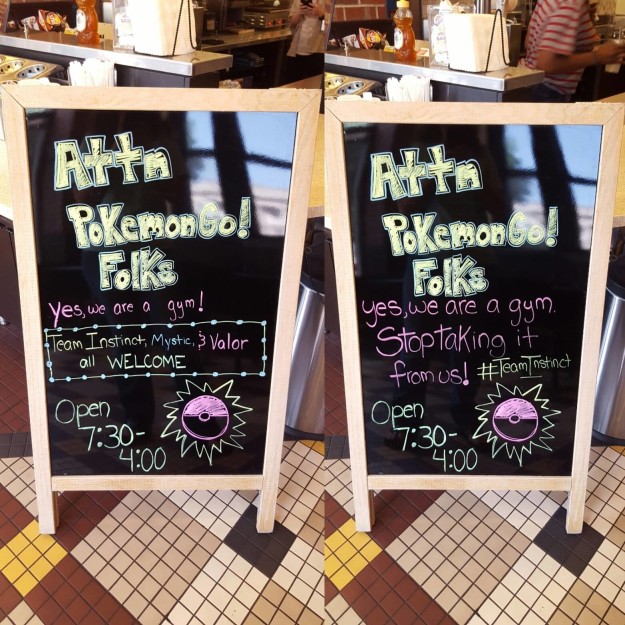 Attn
PoKemonGo!
Folks
yes, we are a gym!
Team Instinct, Mystic, & Valor
all WELCOME
Open
7:30-
4:00
Attn
PoKemonGo!
Folks
yes, we are a gym.
Stop taking it
from us! #TeamInstinct
Open
7:30-
4:00